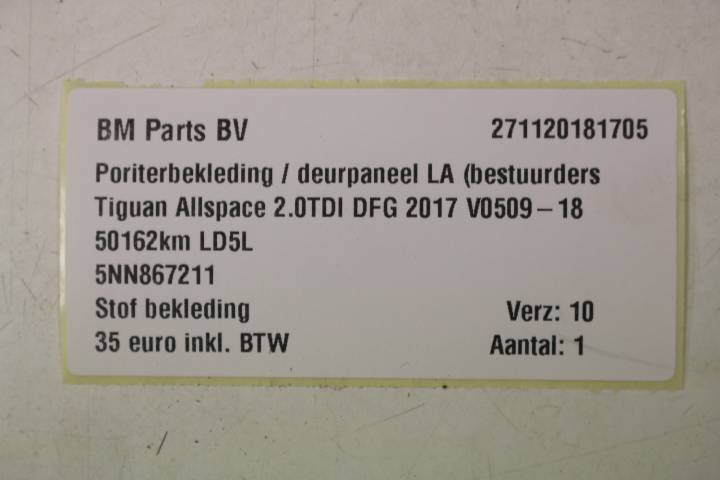 BM Parts BV 271120181705
Poriterbekleding / deurpaneel LA (bestuurders
Tiguan Allspace 2.0TDI DFG 2017 V0509-18
50162km LD5L
5NN867211
Stof bekleding Verz: 10
35 euro inkl. BTW Aantal: 1